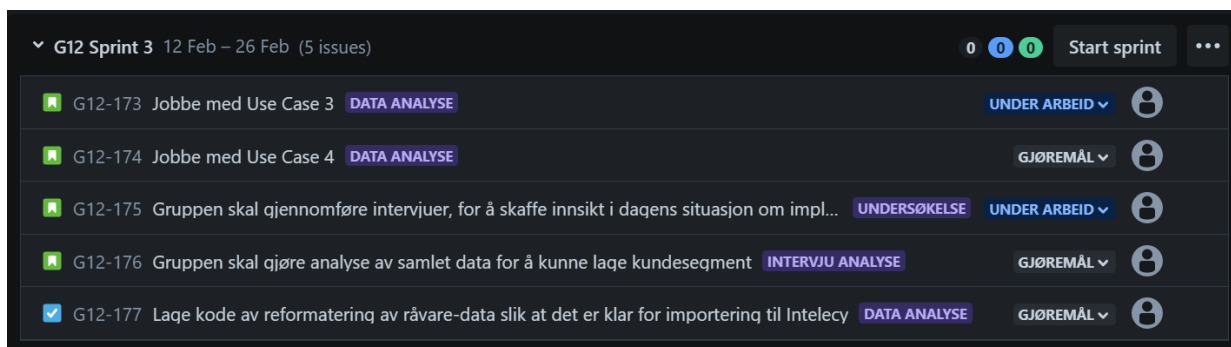 G12 Sprint 3 12 Feb – 26 Feb (5 issues) 0 0 0 Start sprint
G12-173 Jobbe med Use Case 3 DATA ANALYSE UNDER ARBEID
G12-174 Jobbe med Use Case 4 DATA ANALYSE GJØREMÅL
G12-175 Gruppen skal gjennomføre intervjuer, for å skaffe innsikt i dagens situasjon om impl... UNDERSØKELSE UNDER ARBEID
G12-176 Gruppen skal gjøre analyse av samlet data for å kunne lage kundesegment INTERVJU ANALYSE GJØREMÅL
G12-177 Lage kode av reformatering av råvare-data slik at det er klar for importering til Intelecy DATA ANALYSE GJØREMÅL